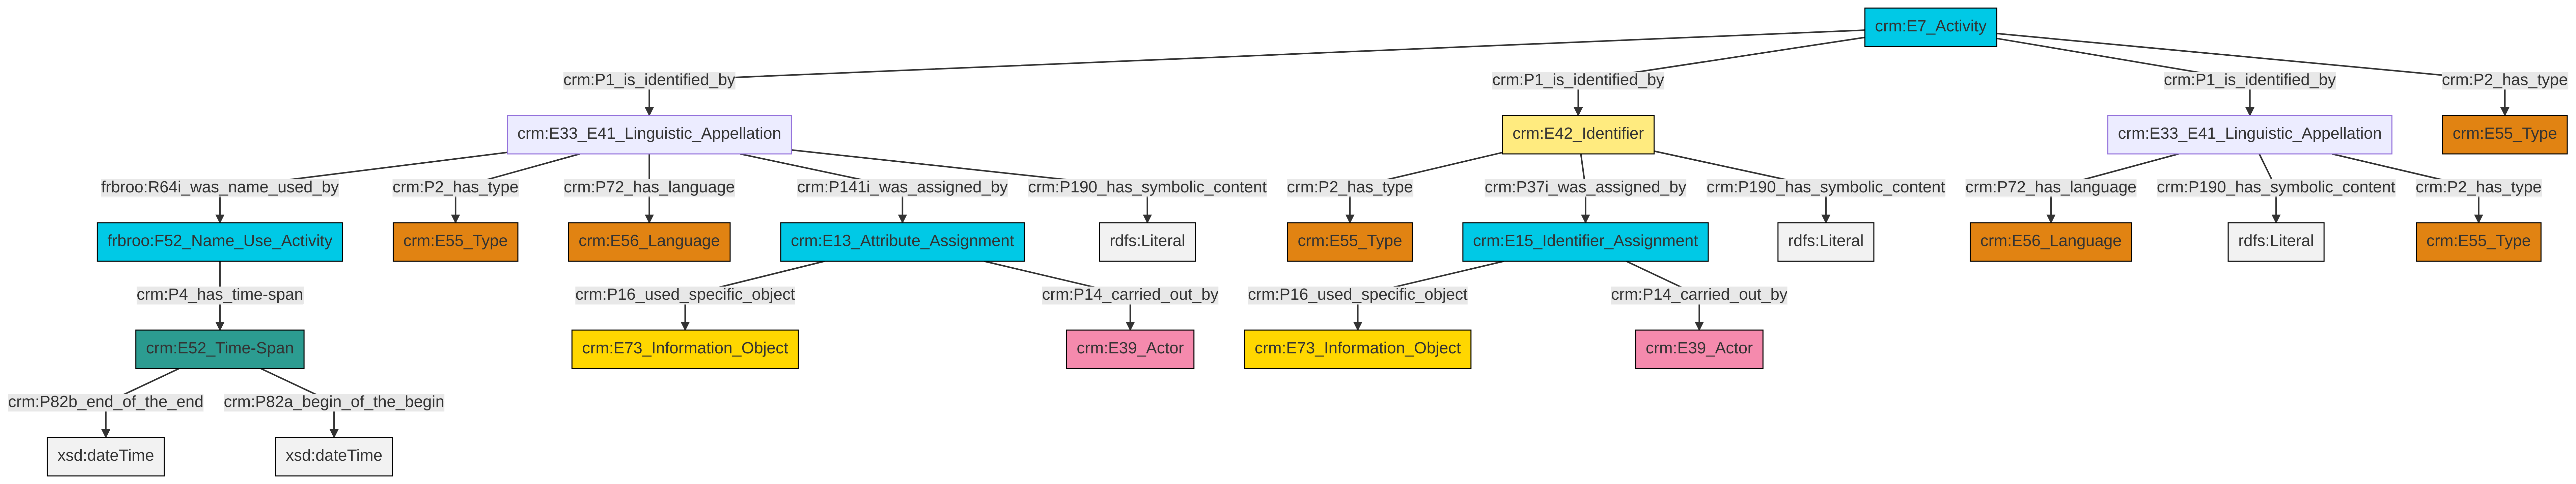 crm:E7_Activity
crm:P1_is_identified_by
crm:P1_is_identified_by
crm:P1_is_identified_by
crm:P2_has_type
crm:E33_E41_Linguistic_Appellation
crm:E42_Identifier
crm:E33_E41_Linguistic_Appellation
crm:E55_Type
frbroo:R64i_was_name_used_by
crm:P2_has_type
crm:P72_has_language
crm:P141i_was_assigned_by
crm:P190_has_symbolic_content
crm:P2_has_type
crm:P37i_was_assigned_by
crm:P190_has_symbolic_content
crm:P72_has_language
crm:P190_has_symbolic_content
crm:P2_has_type
frbroo:F52_Name_Use_Activity
crm:E55_Type
crm:E56_Language
crm:E13_Attribute_Assignment
rdfs:Literal
crm:E55_Type
crm:E15_Identifier_Assignment
rdfs:Literal
crm:E56_Language
rdfs:Literal
crm:E55_Type
crm:P4_has_time-span
crm:P16_used_specific_object
crm:P14_carried_out_by
crm:P16_used_specific_object
crm:P14_carried_out_by
crm:E52_Time-Span
crm:E73_Information_Object
crm:E39_Actor
crm:E73_Information_Object
crm:E39_Actor
crm:P82b_end_of_the_end
crm:P82a_begin_of_the_begin
xsd:dateTime
xsd:dateTime